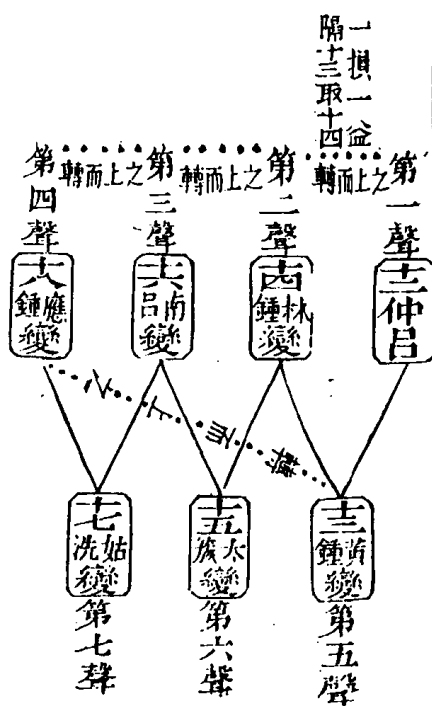 一損一益
隔十三取十四
第一聲
十二
仲呂
轉而上之
第二聲
十四
林鍾
變
轉而上之
第三聲
十六
南呂
變
轉而上之
第四聲
十八
應鍾
變
轉而上之
十三
黃鍾
變
第五聲
十五
太簇
變
第六聲
十七
姑洗
變
第七聲